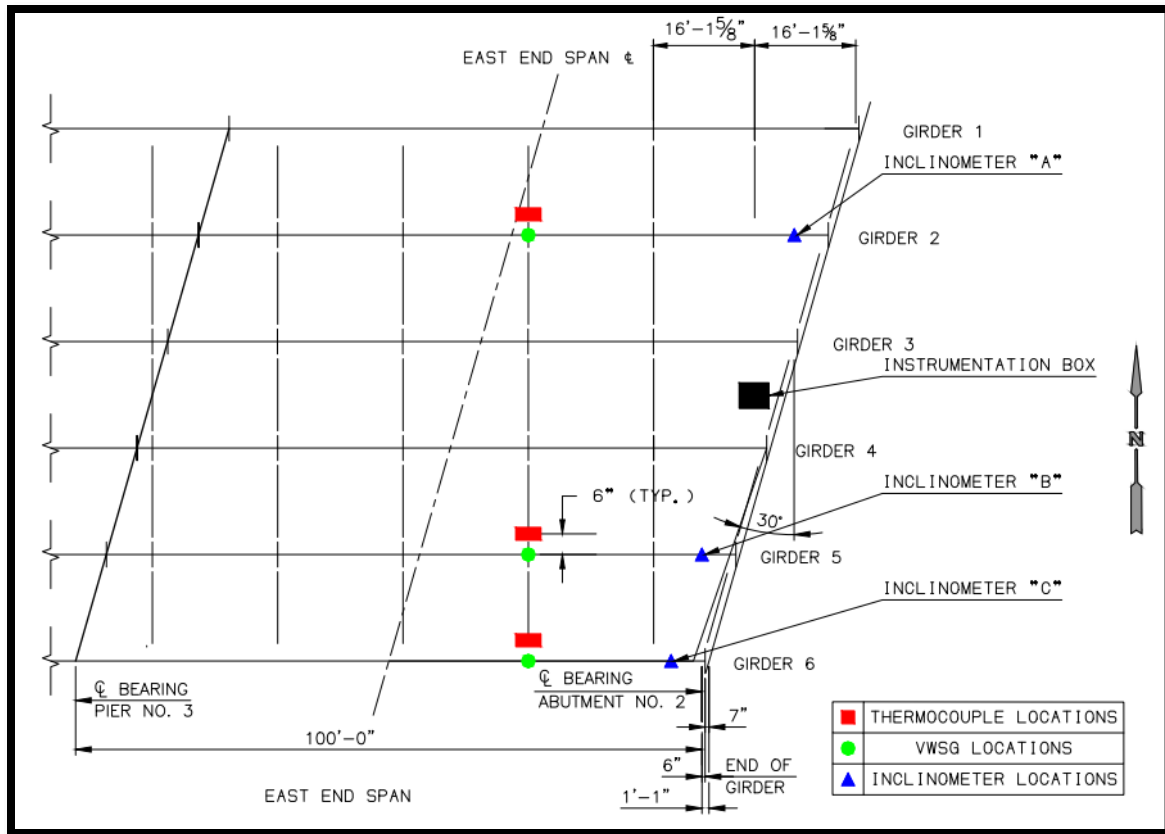 16'-1⅝" 16'-1⅝"
EAST END SPAN ℄
GIRDER 1
INCLINOMETER "A"
GIRDER 2
GIRDER 3
INSTRUMENTATION BOX
N
GIRDER 4
INCLINOMETER "B"
6" (TYP.)
30°
GIRDER 5
INCLINOMETER "C"
GIRDER 6
℄ BEARING
PIER NO. 3
℄ BEARING
ABUTMENT NO. 2
7"
100'-0"
6"
END OF
GIRDER
1'-1"
EAST END SPAN
THERMOCOUPLE LOCATIONS
VWSG LOCATIONS
INCLINOMETER LOCATIONS